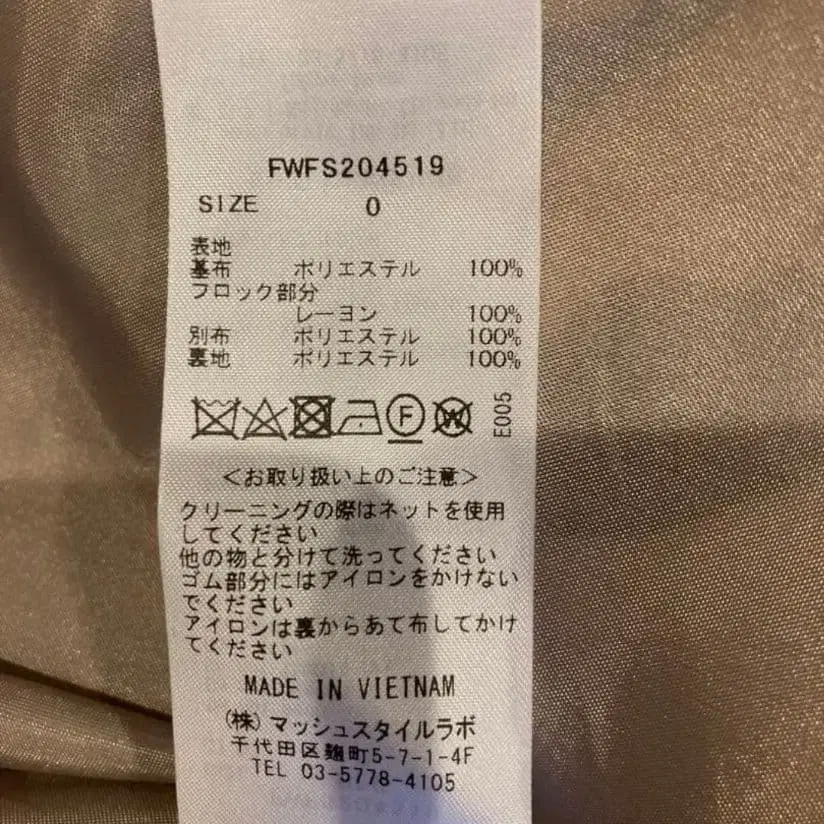 FWFS204519
SIZE 0
表地
基布 ポリエステル 100%
フロック部分
レーヨン 100%
別布 ポリエステル 100%
裏地 ポリエステル 100%
F W E005
<お取り扱い上のご注意>
クリーニングの際はネットを使用
してください
他の物と分けて洗ってください
ゴム部分にはアイロンをかけない
でください
アイロンは裏からあて布してかけ
てください
MADE IN VIETNAM
(株)マッシュスタイルラボ
千代田区麹町5-7-1-4F
TEL 03-5778-4105